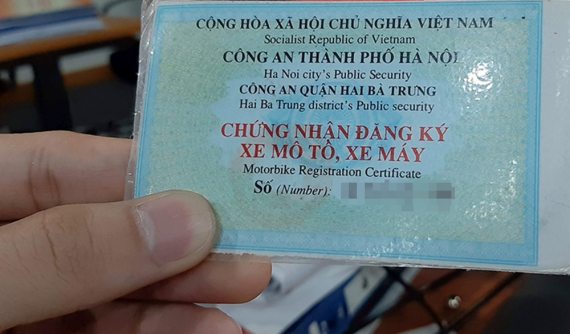 CỘNG HÒA XÃ HỘI CHỦ NGHĨA VIỆT NAM
Socialist Republic of Vietnam
CÔNG AN THÀNH PHỐ HÀ NỘI
Ha Noi city's Public Security
CÔNG AN QUẬN HAI BÀ TRƯNG
Hai Ba Trung district's Public security
CHỨNG NHẬN ĐĂNG KÝ
XE MÔ TÔ, XE MÁY
Motorbike Registration Certificate
Số (Number):